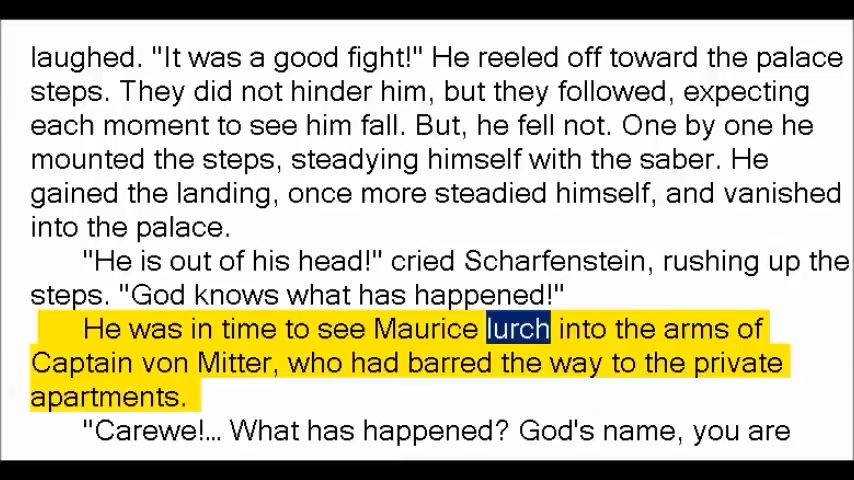 laughed. "It was a good fight!" He reeled off toward the palace
steps. They did not hinder him, but they followed, expecting
each moment to see him fall. But, he fell not. One by one he
mounted the steps, steadying himself with the saber. He
gained the landing, once more steadied himself, and vanished
into the palace.
"He is out of his head!" cried Scharfenstein, rushing up the
steps. "God knows what has happened!"
He was in time to see Maurice lurch into the arms of
Captain von Mitter, who had barred the way to the private
apartments.
"Carewe!... What has happened? God's name, you are